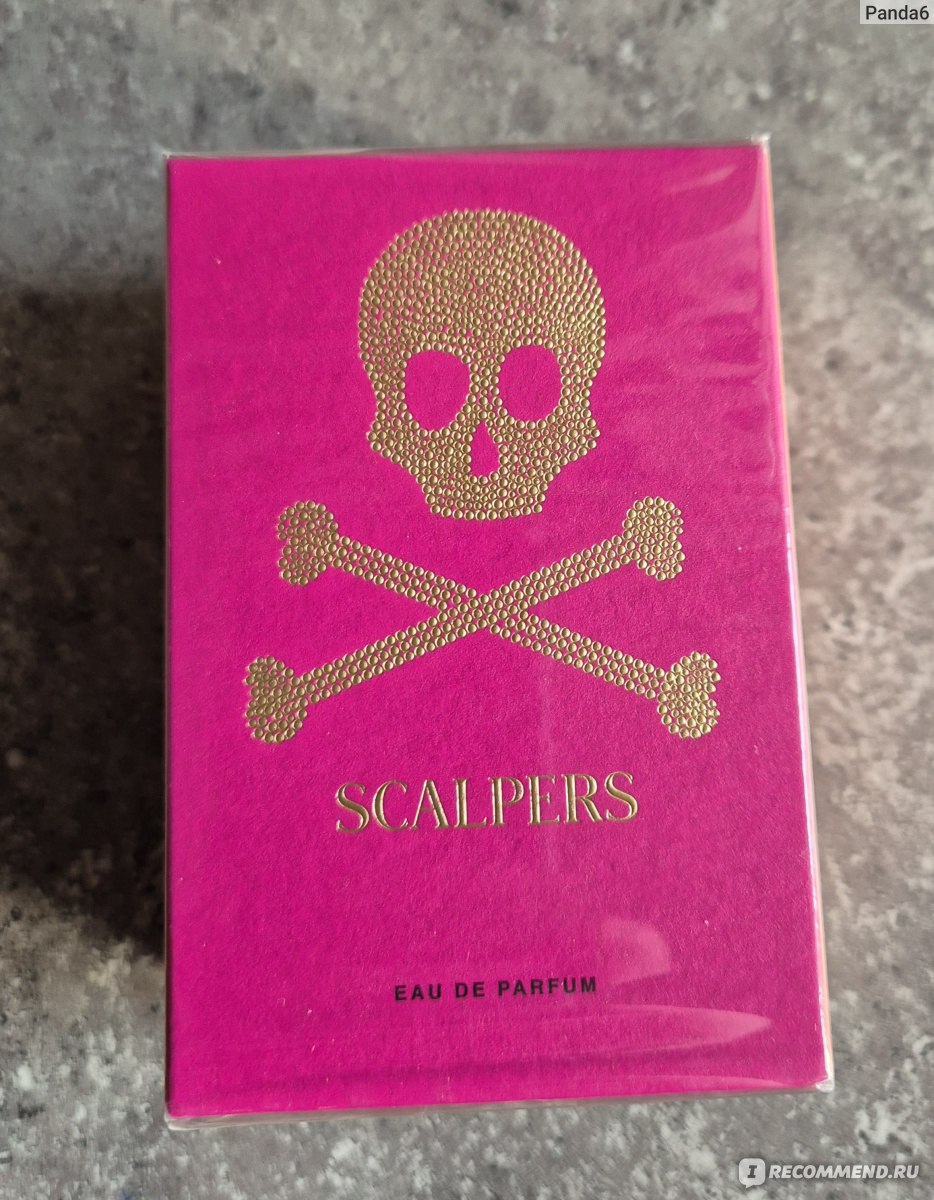 Panda6
SCALPERS
EAU DE PARFUM
I RECOMMEND.RU